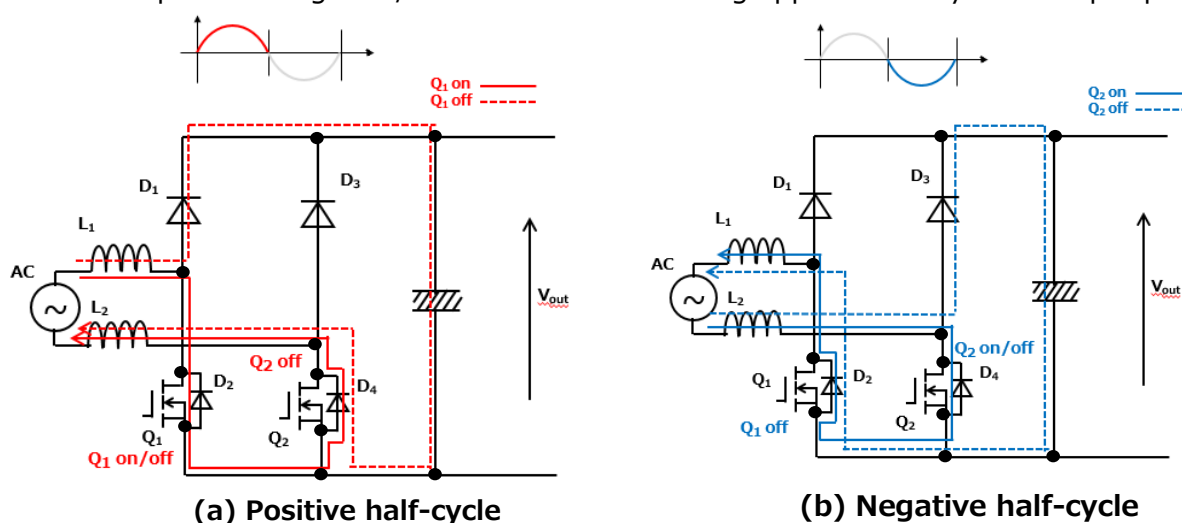 Q₁ on
Q₁ off
D₁
D₃
L₁
AC
L₂
Vout
Q₂ off
D₂
D₄
Q₁
Q₂
Q₁ on/off
(a) Positive half-cycle
Q₂ on
Q₂ off
D₁
D₃
L₁
AC
L₂
Vout
Q₂ on/off
Q₁
D₂
D₄
Q₁ off
Q₂
(b) Negative half-cycle